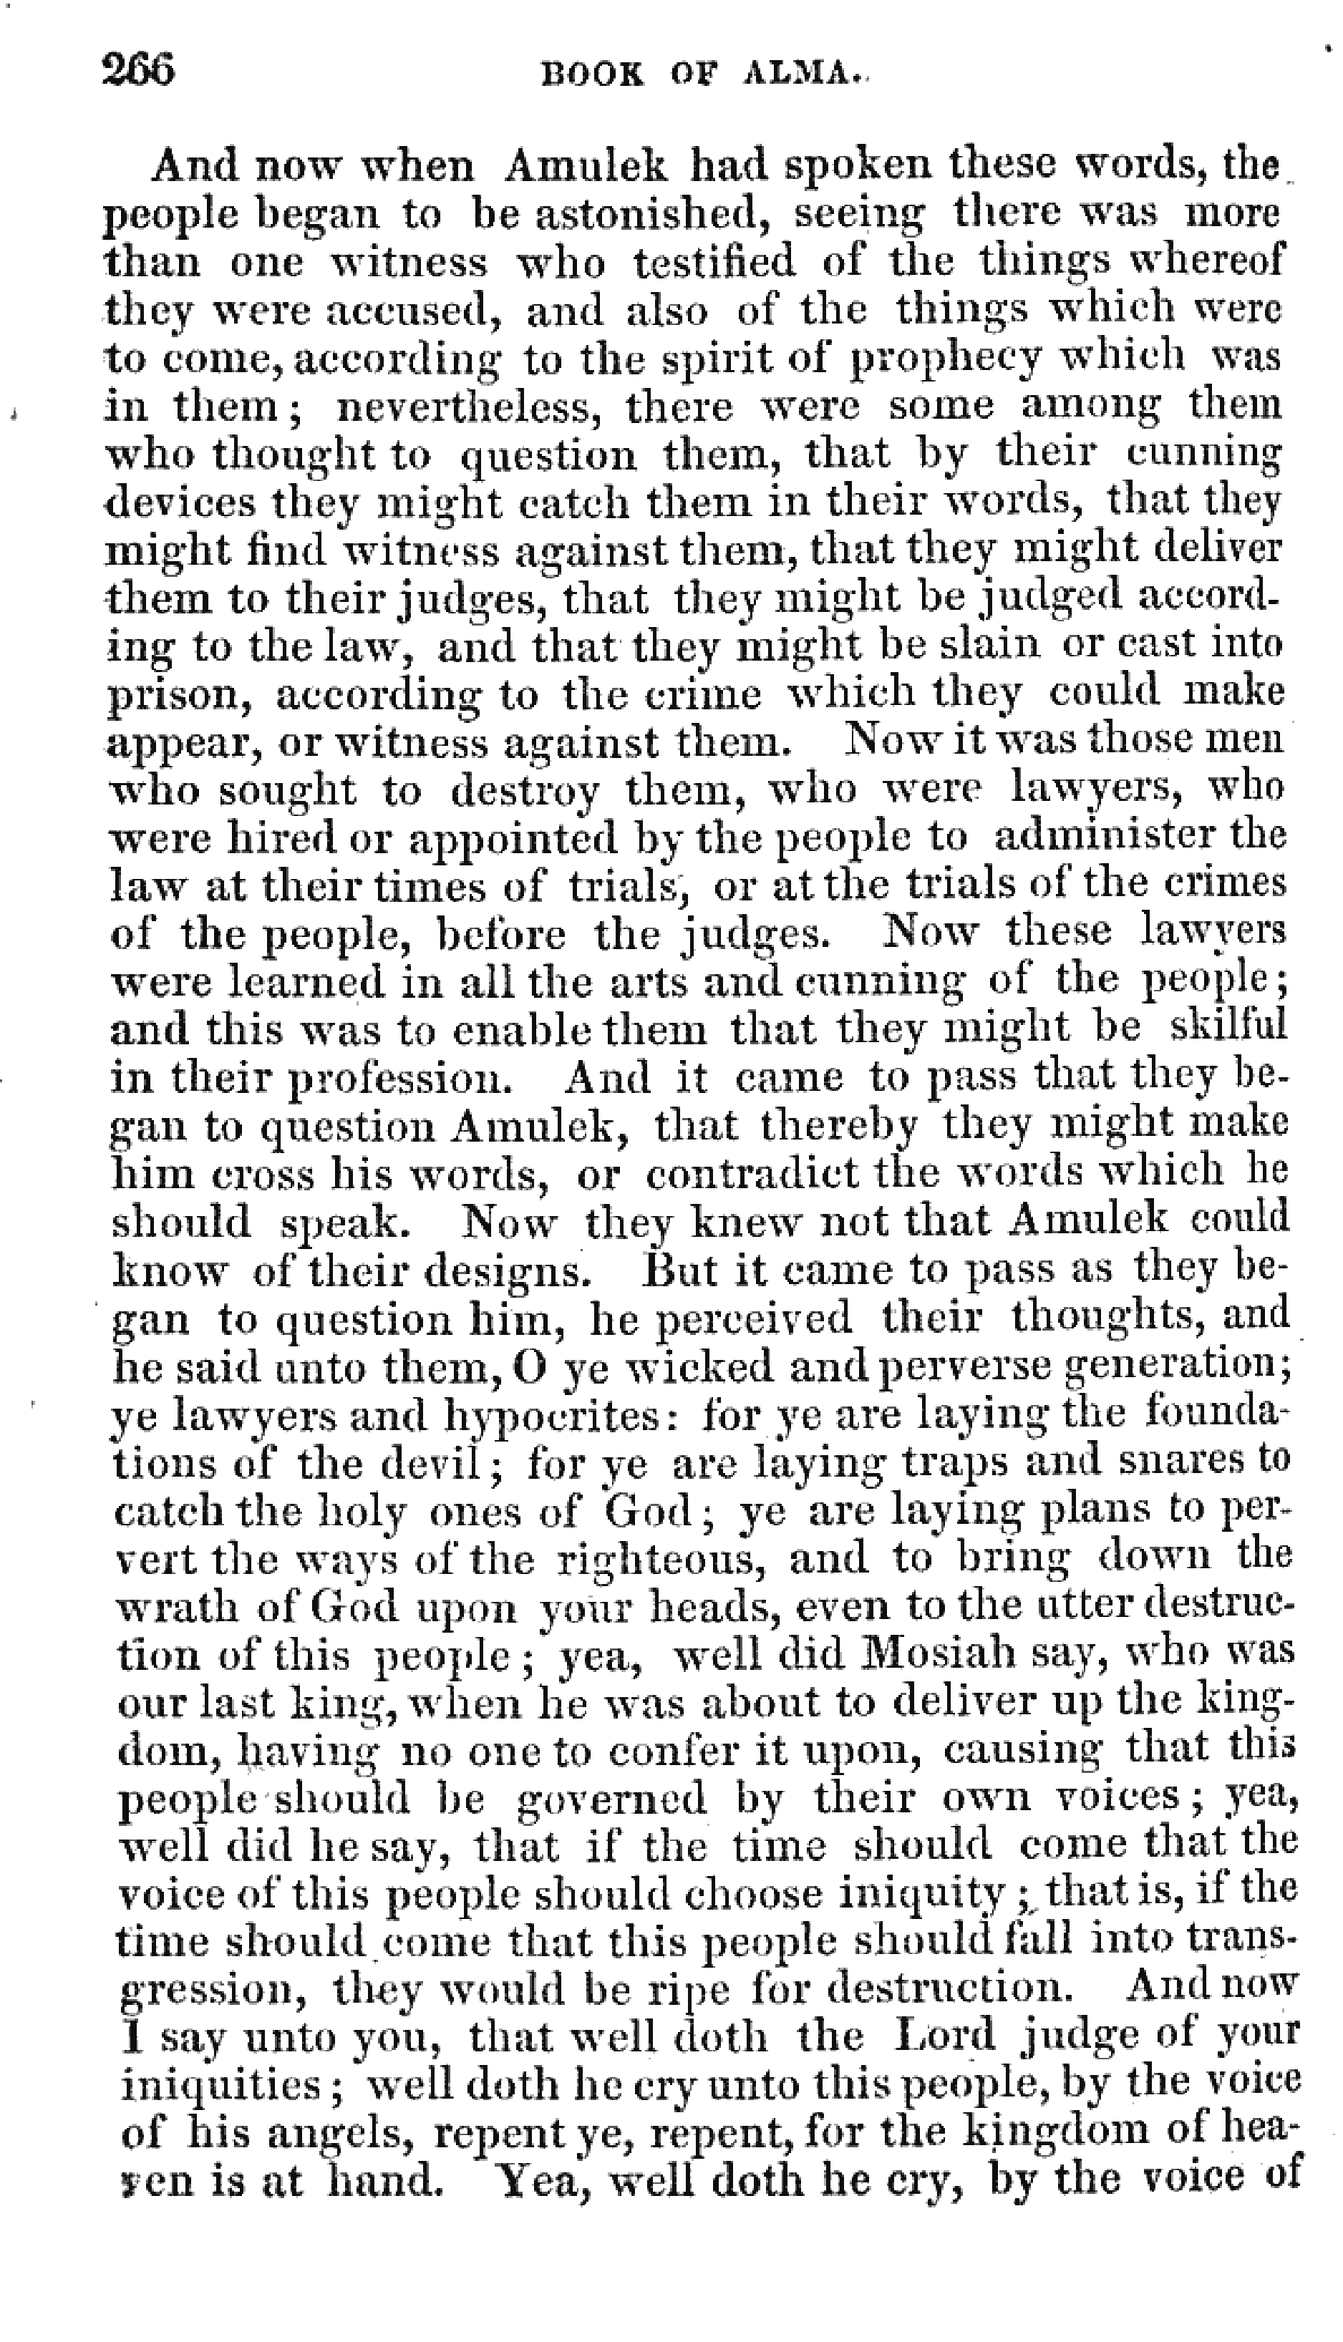 266 BOOK OF ALMA.
And now when Amulek had spoken these words, the
people began to be astonished, seeing there was more
than one witness who testified of the things whereof
they were accused, and also of the things which were
to come, according to the spirit of prophecy which was
in them; nevertheless, there were some among them
who thought to question them, that by their cunning
devices they might catch them in their words, that they
might find witness against them, that they might deliver
them to their judges, that they might be judged accord-
ing to the law, and that they might be slain or cast into
prison, according to the crime which they could make
appear, or witness against them. Now it was those men
who sought to destroy them, who were lawyers, who
were hired or appointed by the people to administer the
law at their times of trials, or at the trials of the crimes
of the people, before the judges. Now these lawyers
were learned in all the arts and cunning of the people;
and this was to enable them that they might be skilful
in their profession. And it came to pass that they be-
gan to question Amulek, that thereby they might make
him cross his words, or contradict the words which he
should speak. Now they knew not that Amulek could
know of their designs. But it came to pass as they be-
gan to question him, he perceived their thoughts, and
he said unto them, O ye wicked and perverse generation;
ye lawyers and hypocrites: for ye are laying the founda-
tions of the devil; for ye are laying traps and snares to
catch the holy ones of God; ye are laying plans to per-
vert the ways of the righteous, and to bring down the
wrath of God upon your heads, even to the utter destruc-
tion of this people; yea, well did Mosiah say, who was
our last king, when he was about to deliver up the king-
dom, having no one to confer it upon, causing that this
people should be governed by their own voices; yea,
well did he say, that if the time should come that the
voice of this people should choose iniquity; that is, if the
time should come that this people should fall into trans-
gression, they would be ripe for destruction. And now
I say unto you, that well doth the Lord judge of your
iniquities; well doth he cry unto this people, by the voice
of his angels, repent ye, repent, for the kingdom of hea-
ven is at hand. Yea, well doth he cry, by the voice of